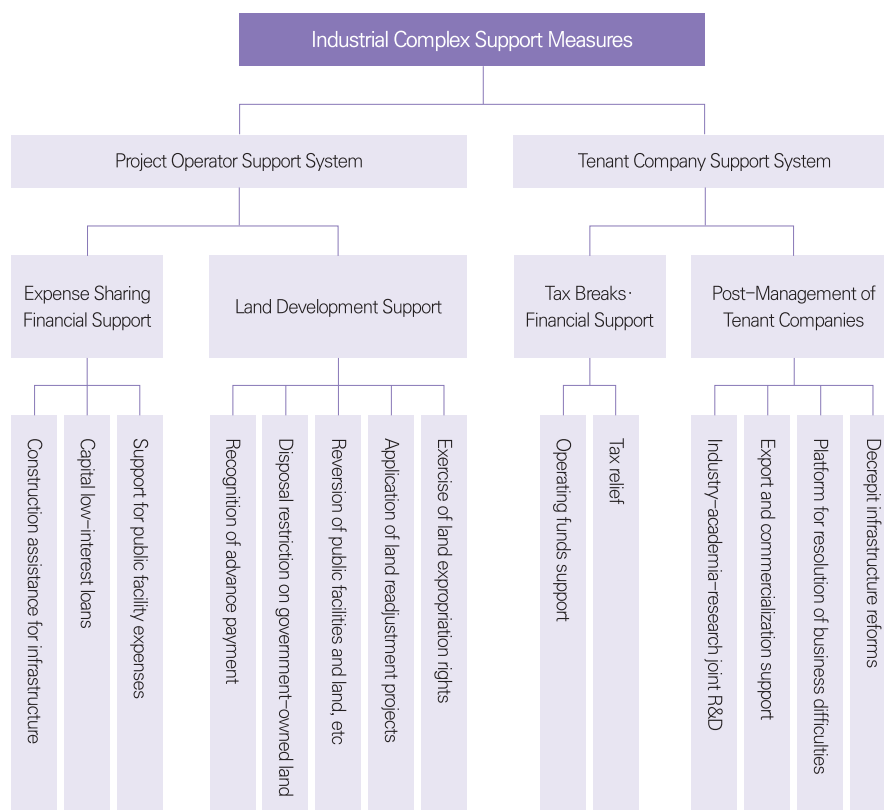 Industrial Complex Support Measures
Project Operator Support System
Tenant Company Support System
Expense Sharing
Financial Support
Land Development Support
Tax Breaks·
Financial Support
Post-Management of
Tenant Companies
Construction assistance for infrastructure
Capital low-interest loans
Support for public facility expenses
Recognition of advance payment
Disposal restriction on government-owned land
Reversion of public facilities and land, etc
Application of land readjustment projects
Exercise of land expropriation rights
Operating funds support
Tax relief
Industry-academia-research joint R&D
Export and commercialization support
Platform for resolution of business difficulties
Decrepit infrastructure reforms